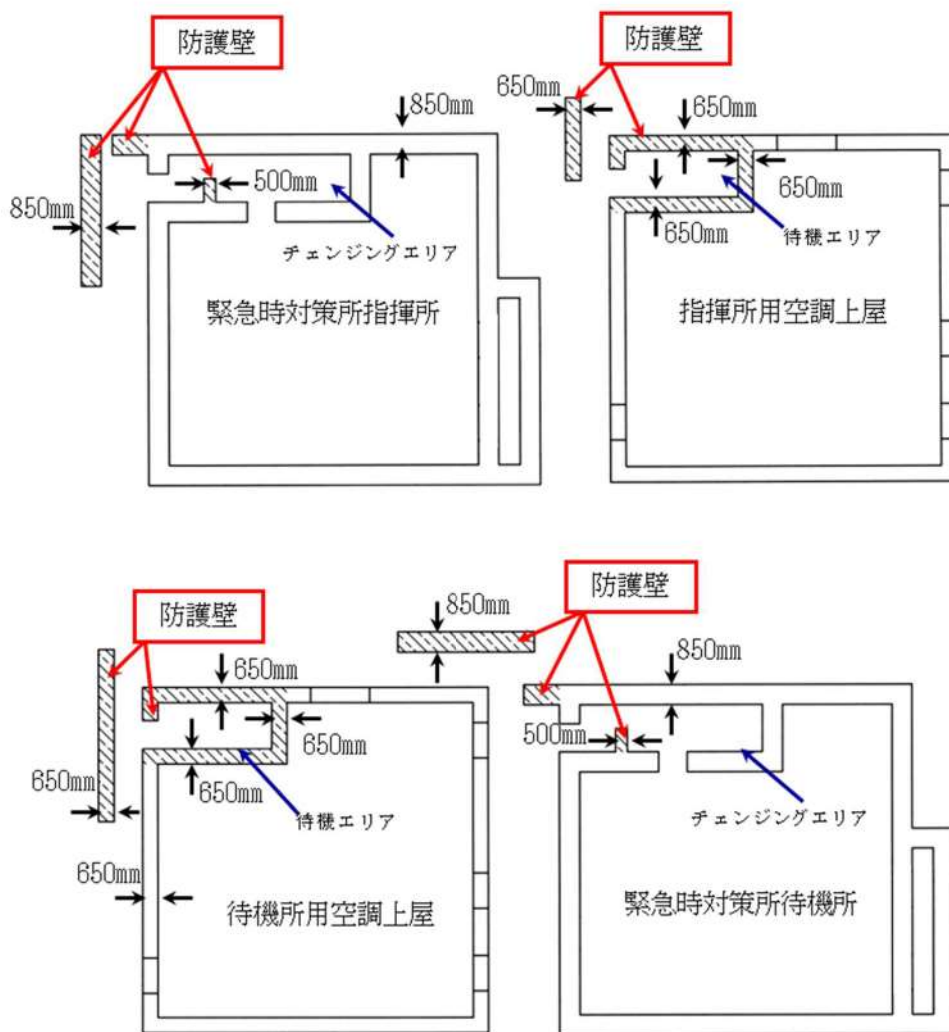 防護壁
防護壁
850mm
650mm
650mm
500mm
650mm
850mm
650mm
チェンジングエリア
待機エリア
緊急時対策所指揮所
指揮所用空調上屋
防護壁
防護壁
850mm
650mm
850mm
500mm
650mm
650mm
650mm
待機エリア
チェンジングエリア
650mm
待機所用空調上屋
緊急時対策所待機所